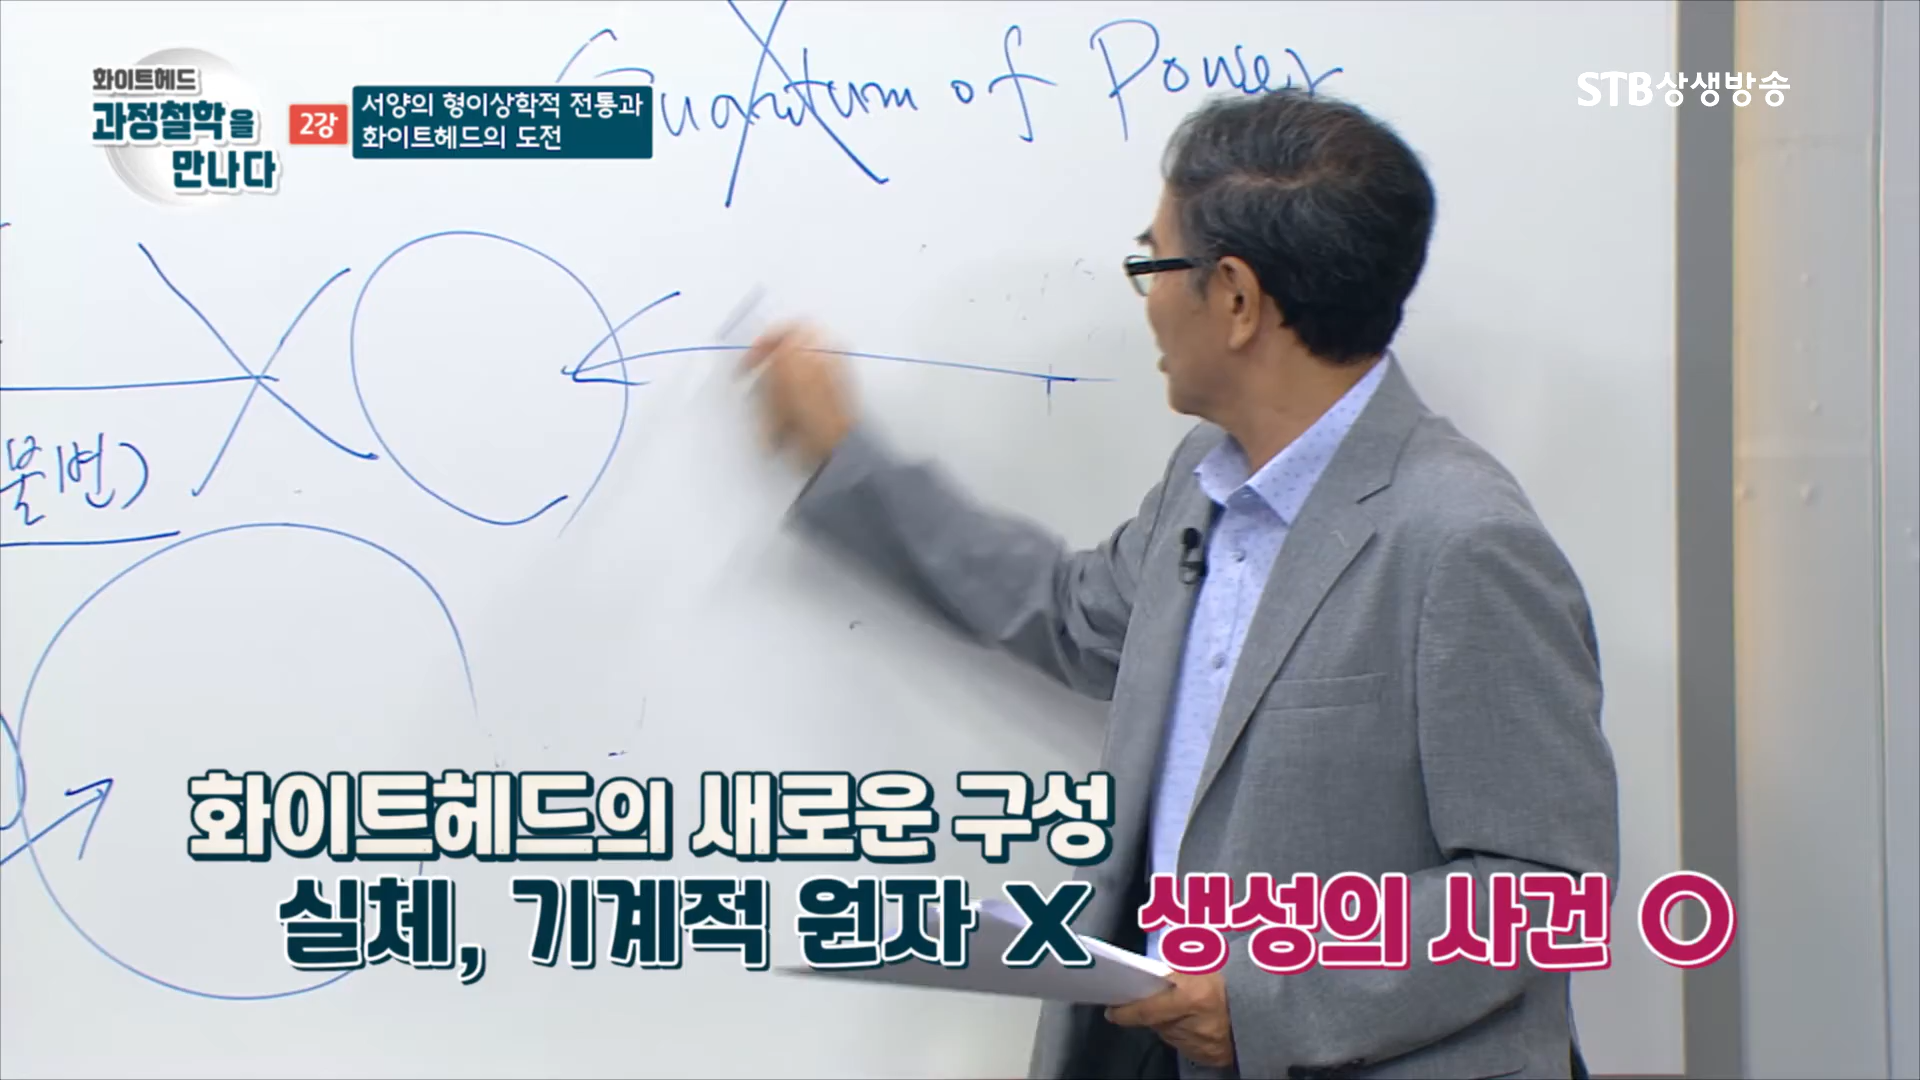 화이트헤드
과정철학을
만나다
2강
서양의 형이상학적 전통과
화이트헤드의 도전
Quantum of Power
STB상생방송
불변)
화이트헤드의 새로운 구성
실체, 기계적 원자 X 생성의 사건 O